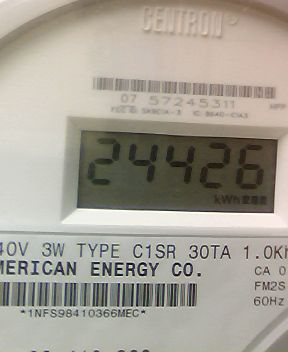 CENTRON
07 57245311
24426
kWh
40V 3W TYPE C1SR 30TA 1.0Kh
MERICAN ENERGY CO.
CA 0
FM2S
60Hz
*1NFS98410366MEC*